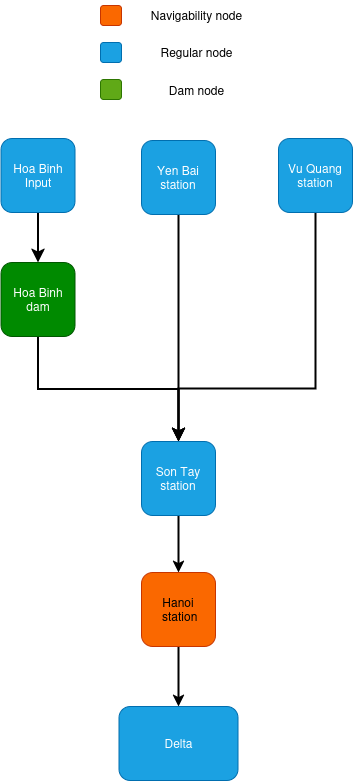 Navigability node
Regular node
Dam node
Hoa Binh
Input
Yen Bai
station
Vu Quang
station
Hoa Binh
dam
Son Tay
station
Hanoi
station
Delta